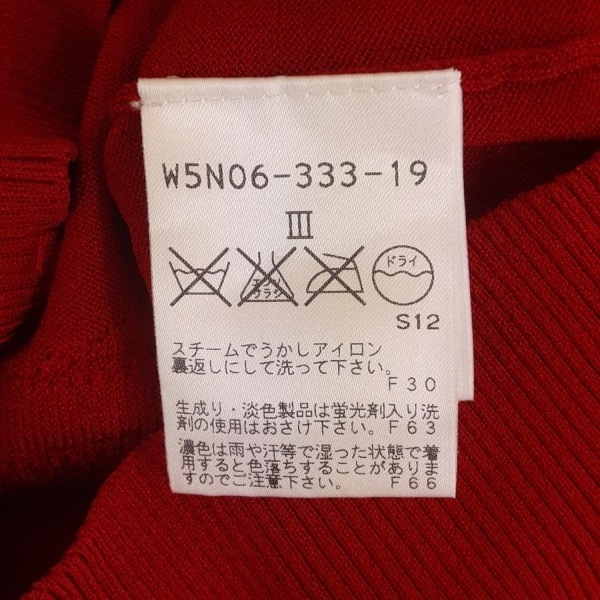 W5N06-333-19
III
エンソ
サラシ
ドライ
S12
スチームでうかしアイロン
裏返しにして洗って下さい。
F30
生成り・淡色製品は蛍光剤入り洗
剤の使用はおさけ下さい。F63
濃色は雨や汗等で湿った状態で着
用すると色落ちすることがありま
すのでご注意下さい。 F66